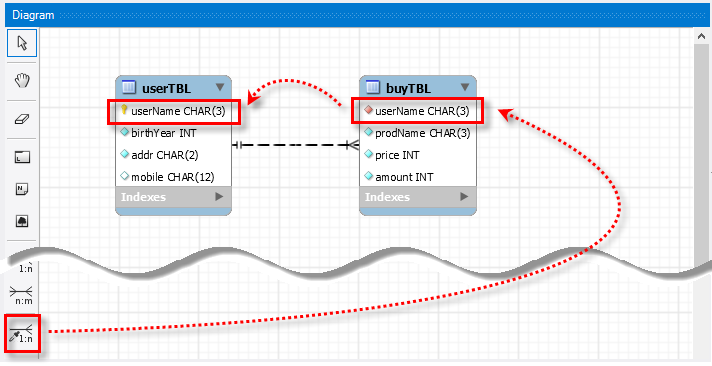 Diagram
userTBL
userName CHAR(3)
birthYear INT
addr CHAR(2)
mobile CHAR(12)
Indexes
buyTBL
userName CHAR(3)
prodName CHAR(3)
price INT
amount INT
Indexes
1:n
n:m
1:n